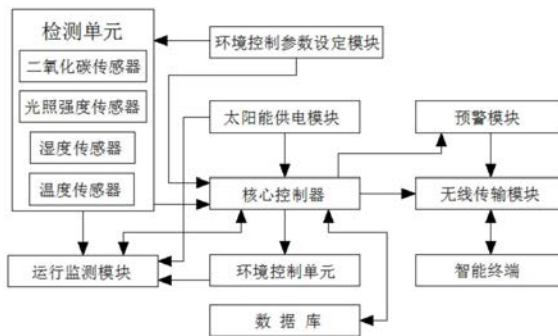 检测单元
二氧化碳传感器
光照强度传感器
湿度传感器
温度传感器
环境控制参数设定模块
太阳能供电模块
预警模块
核心控制器
无线传输模块
运行监测模块
环境控制单元
智能终端
数据库